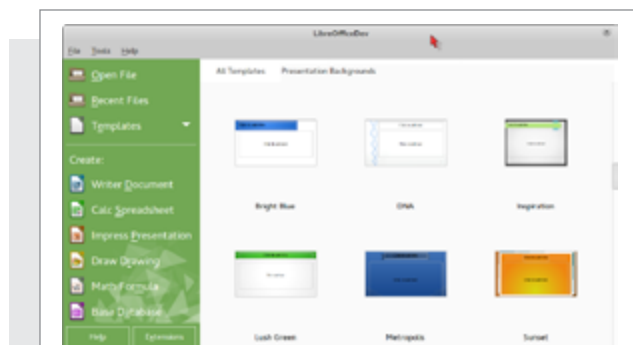 LibreOfficeDev
File Tools Help
Open File
Recent Files
Templates
Create:
Writer Document
Calc Spreadsheet
Impress Presentation
Draw Drawing
Math Formula
Base Database
Help Extensions
All Templates Presentation Backgrounds
Bright Blue DNA Inspiration
Lush Green Metropolis Sunset